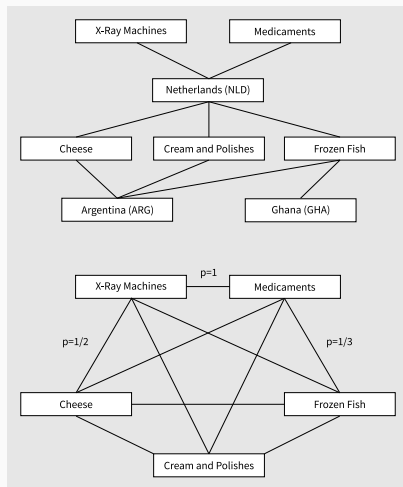 X-Ray Machines
Medicaments
Netherlands (NLD)
Cheese
Cream and Polishes
Frozen Fish
Argentina (ARG)
Ghana (GHA)
p=1
X-Ray Machines
Medicaments
p=1/2
p=1/3
Cheese
Frozen Fish
Cream and Polishes